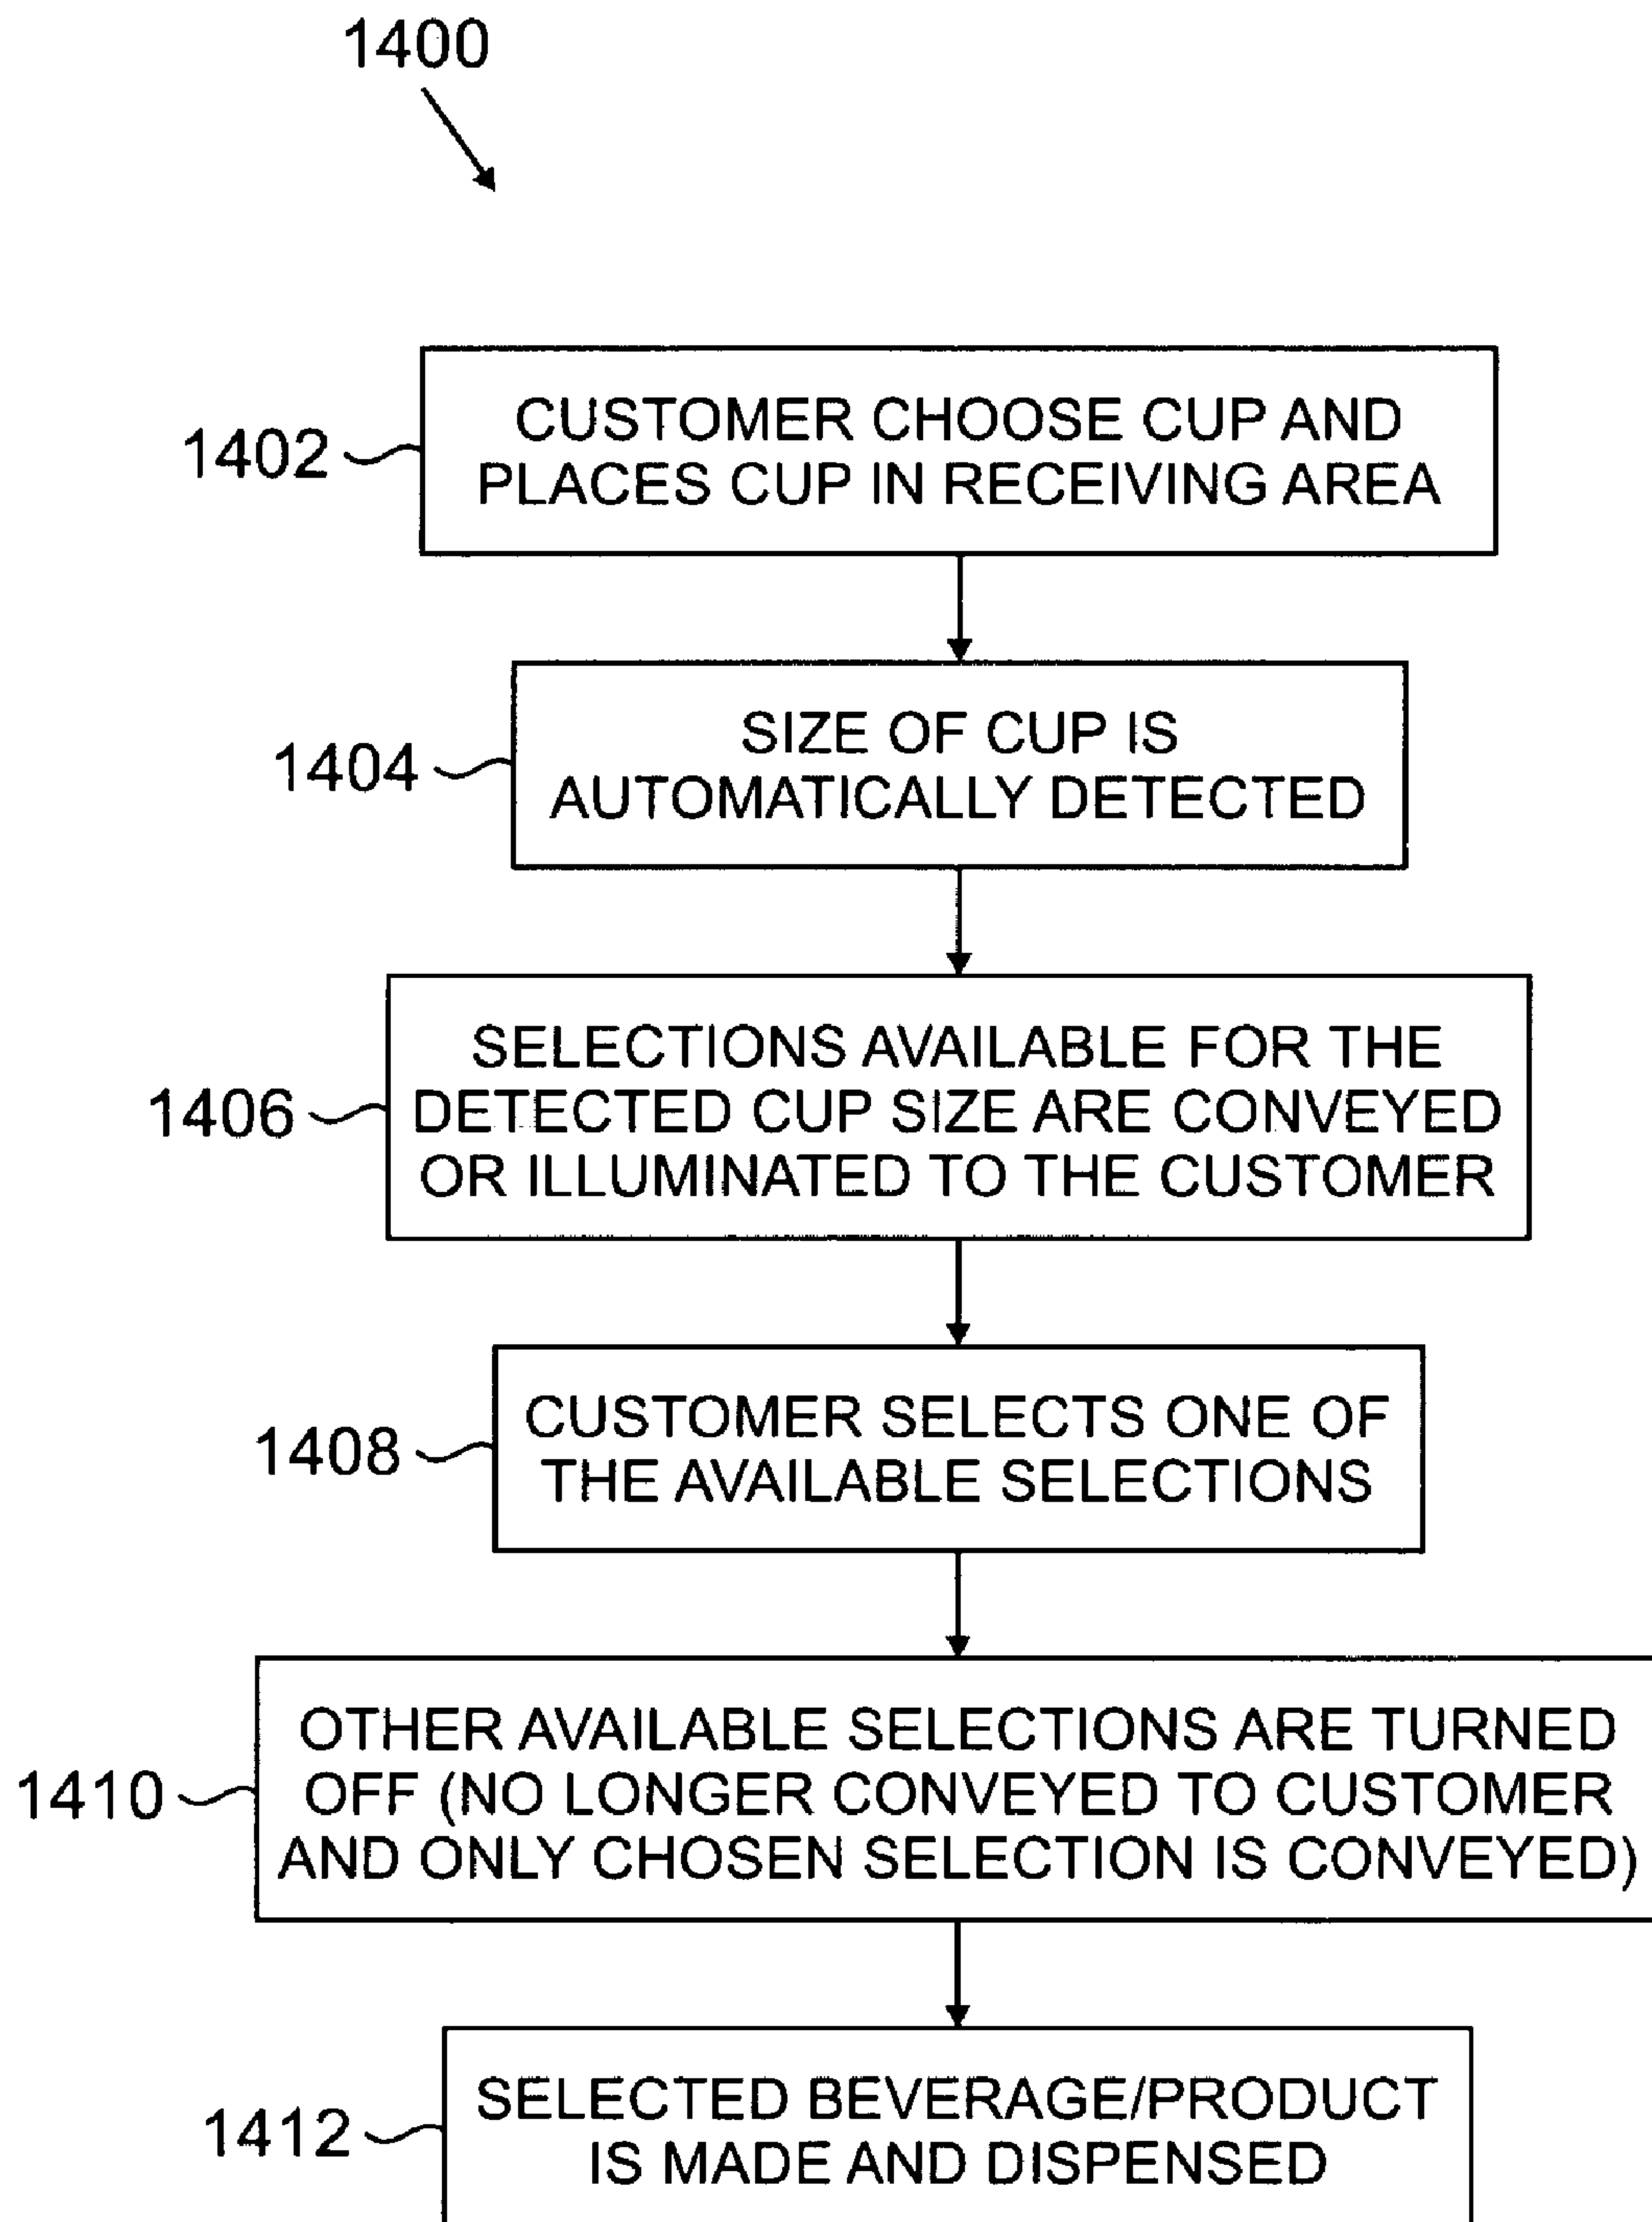 1400
1402
CUSTOMER CHOOSE CUP AND
PLACES CUP IN RECEIVING AREA
1404
SIZE OF CUP IS
AUTOMATICALLY DETECTED
1406
SELECTIONS AVAILABLE FOR THE
DETECTED CUP SIZE ARE CONVEYED
OR ILLUMINATED TO THE CUSTOMER
1408
CUSTOMER SELECTS ONE OF
THE AVAILABLE SELECTIONS
1410
OTHER AVAILABLE SELECTIONS ARE TURNED
OFF (NO LONGER CONVEYED TO CUSTOMER
AND ONLY CHOSEN SELECTION IS CONVEYED)
1412
SELECTED BEVERAGE/PRODUCT
IS MADE AND DISPENSED